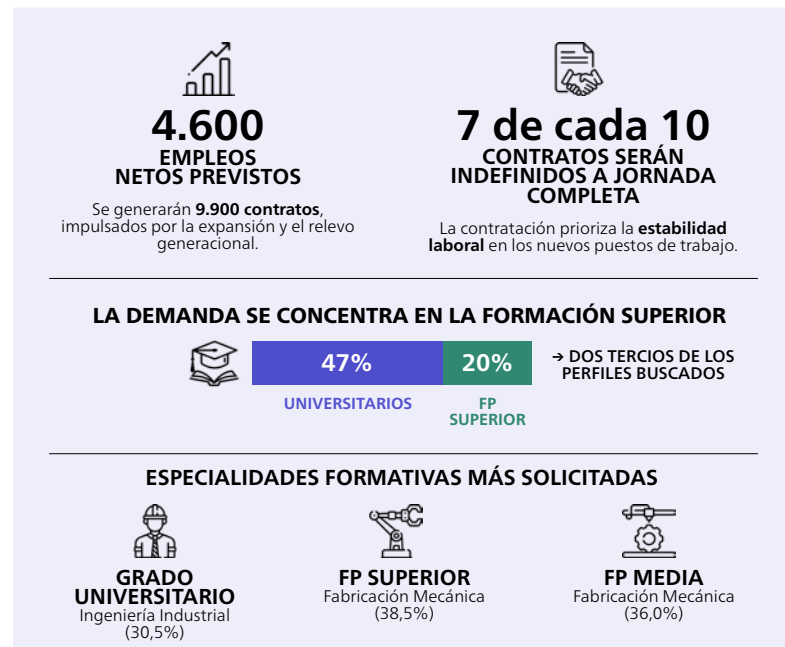 4.600
EMPLEOS
NETOS PREVISTOS
Se generarán 9.900 contratos,
impulsados por la expansión y el relevo
generacional.
7 de cada 10
CONTRATOS SERÁN
INDEFINIDOS A JORNADA
COMPLETA
La contratación prioriza la estabilidad
laboral en los nuevos puestos de trabajo.
LA DEMANDA SE CONCENTRA EN LA FORMACIÓN SUPERIOR
47%
20%
→ DOS TERCIOS DE LOS
PERFILES BUSCADOS
UNIVERSITARIOS
FP
SUPERIOR
ESPECIALIDADES FORMATIVAS MÁS SOLICITADAS
GRADO
UNIVERSITARIO
Ingeniería Industrial
(30,5%)
FP SUPERIOR
Fabricación Mecánica
(38,5%)
FP MEDIA
Fabricación Mecánica
(36,0%)